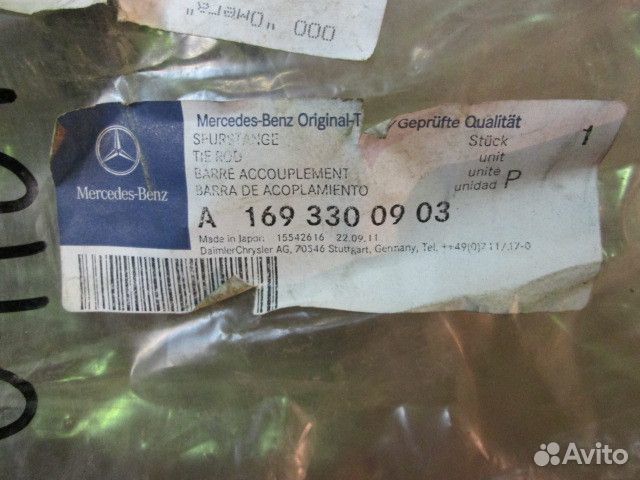 ООО "Омега"
Mercedes-Benz Original-T
Geprüfte Qualität
SPURSTANGE
TIE ROD
BARRE ACCOUPLEMENT
BARRA DE ACOPLAMIENTO
Stück 1
unit
unite
unidad P
Mercedes-Benz
A 169 330 09 03
Made in Japan: 15542616 22.09.11
DaimlerChrysler AG, 70546 Stuttgart, Germany, Tel. ++49(0)711/17-0
Avito